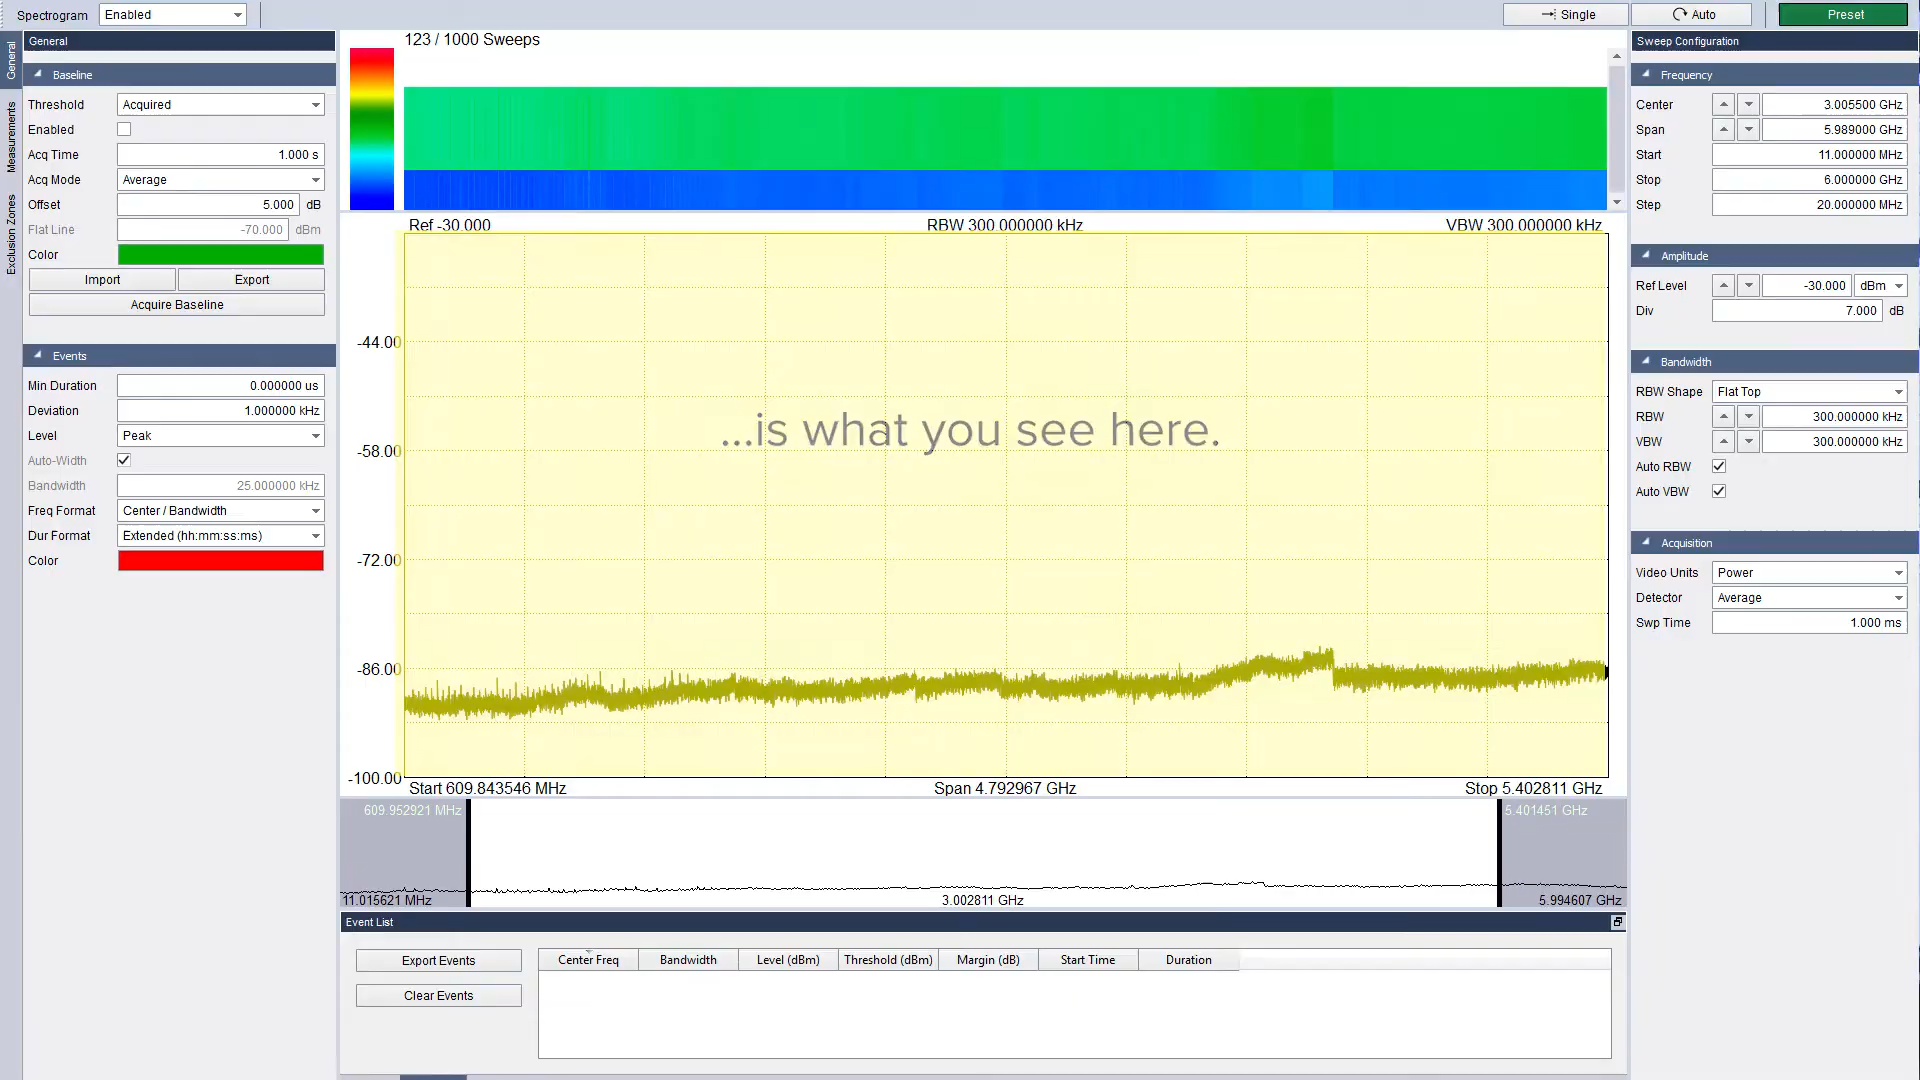 Spectrogram Enabled Single Auto Preset
General
Measurements
Exclusion Zones
General
Baseline
Threshold Acquired
Enabled
Acq Time 1.000 s
Acq Mode Average
Offset 5.000 dB
Flat Line -70.000 dBm
Color
Import Export
Acquire Baseline
Events
Min Duration 0.000000 us
Deviation 1.000000 kHz
Level Peak
Auto-Width
Bandwidth 25.000000 kHz
Freq Format Center / Bandwidth
Dur Format Extended (hh:mm:ss:ms)
Color
123 / 1000 Sweeps
Ref -30.000 RBW 300.000000 kHz VBW 300.000000 kHz
-44.00
...is what you see here.
-58.00
-72.00
-86.00
-100.00
Start 609.843546 MHz Span 4.792967 GHz Stop 5.402811 GHz
609.952921 MHz 5.401451 GHz
11.015621 MHz 3.002811 GHz 5.994607 GHz
Event List
Export Events
Clear Events
Center Freq Bandwidth Level (dBm) Threshold (dBm) Margin (dB) Start Time Duration
Sweep Configuration
Frequency
Center 3.005500 GHz
Span 5.989000 GHz
Start 11.000000 MHz
Stop 6.000000 GHz
Step 20.000000 MHz
Amplitude
Ref Level -30.000 dBm
Div 7.000 dB
Bandwidth
RBW Shape Flat Top
RBW 300.000000 kHz
VBW 300.000000 kHz
Auto RBW
Auto VBW
Acquisition
Video Units Power
Detector Average
Swp Time 1.000 ms